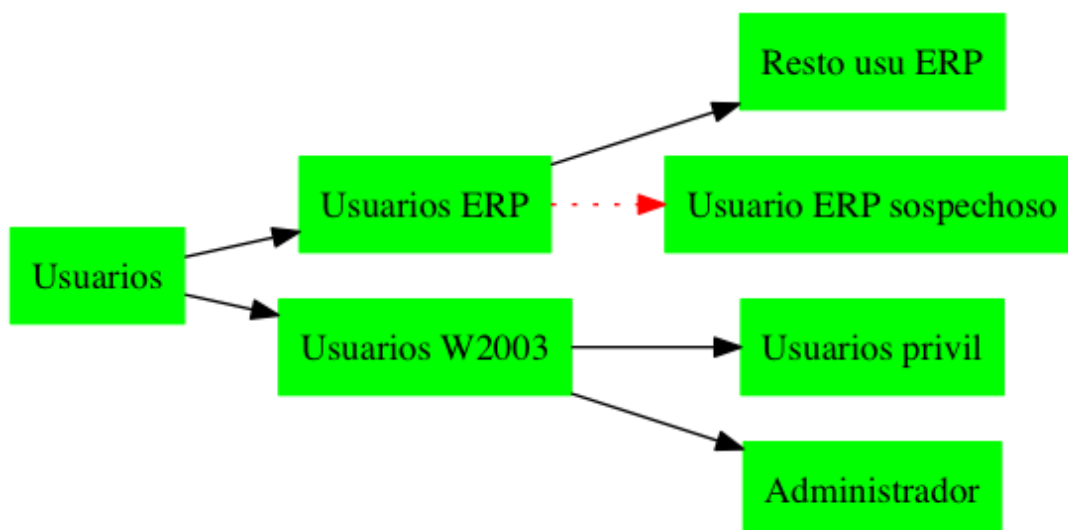 Resto usu ERP
Usuarios ERP
Usuario ERP sospechoso
Usuarios
Usuarios W2003
Usuarios privil
Administrador